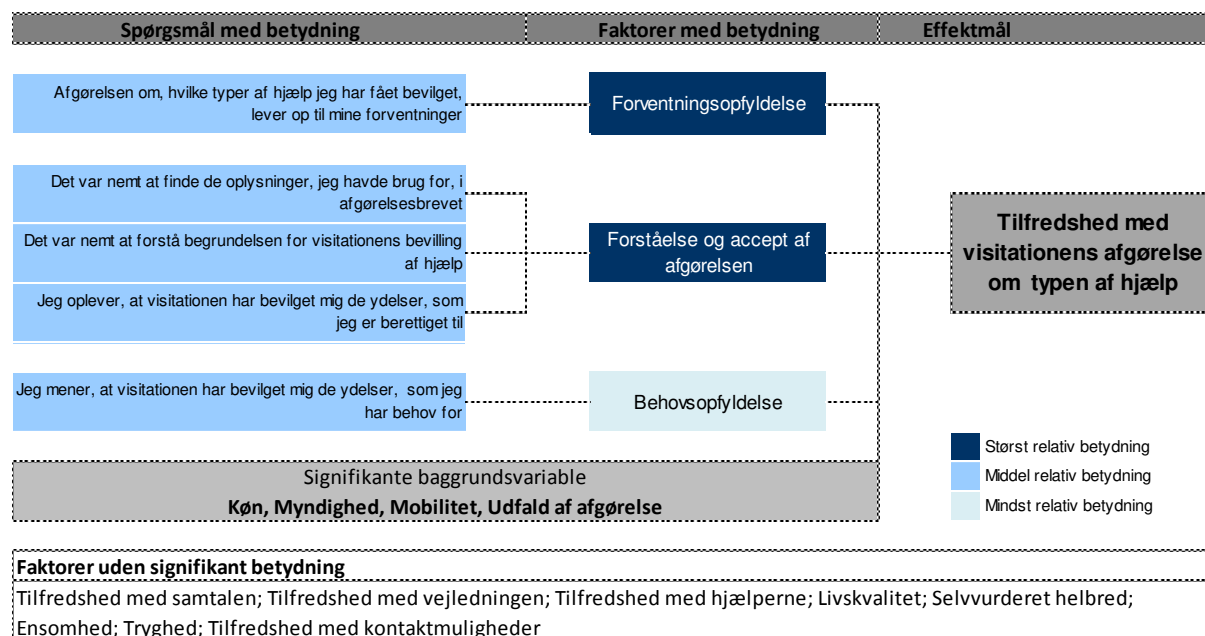 Spørgsmål med betydning
Faktorer med betydning
Effektmål
Afgørelsen om, hvilke typer af hjælp jeg har fået bevilget,
lever op til mine forventninger
Forventningsopfyldelse
Det var nemt at finde de oplysninger, jeg havde brug for, i
afgørelsesbrevet
Det var nemt at forstå begrundelsen for visitationens bevilling
af hjælp
Jeg oplever, at visitationen har bevilget mig de ydelser, som
jeg er berettiget til
Forståelse og accept af
afgørelsen
Tilfredshed med
visitationens afgørelse
om typen af hjælp
Jeg mener, at visitationen har bevilget mig de ydelser, som jeg
har behov for
Behovsopfyldelse
Størst relativ betydning
Middel relativ betydning
Mindst relativ betydning
Signifikante baggrundsvariable
Køn, Myndighed, Mobilitet, Udfald af afgørelse
Faktorer uden signifikant betydning
Tilfredshed med samtalen; Tilfredshed med vejledningen; Tilfredshed med hjælperne; Livskvalitet; Selvvurderet helbred;
Ensomhed; Tryghed; Tilfredshed med kontaktmuligheder